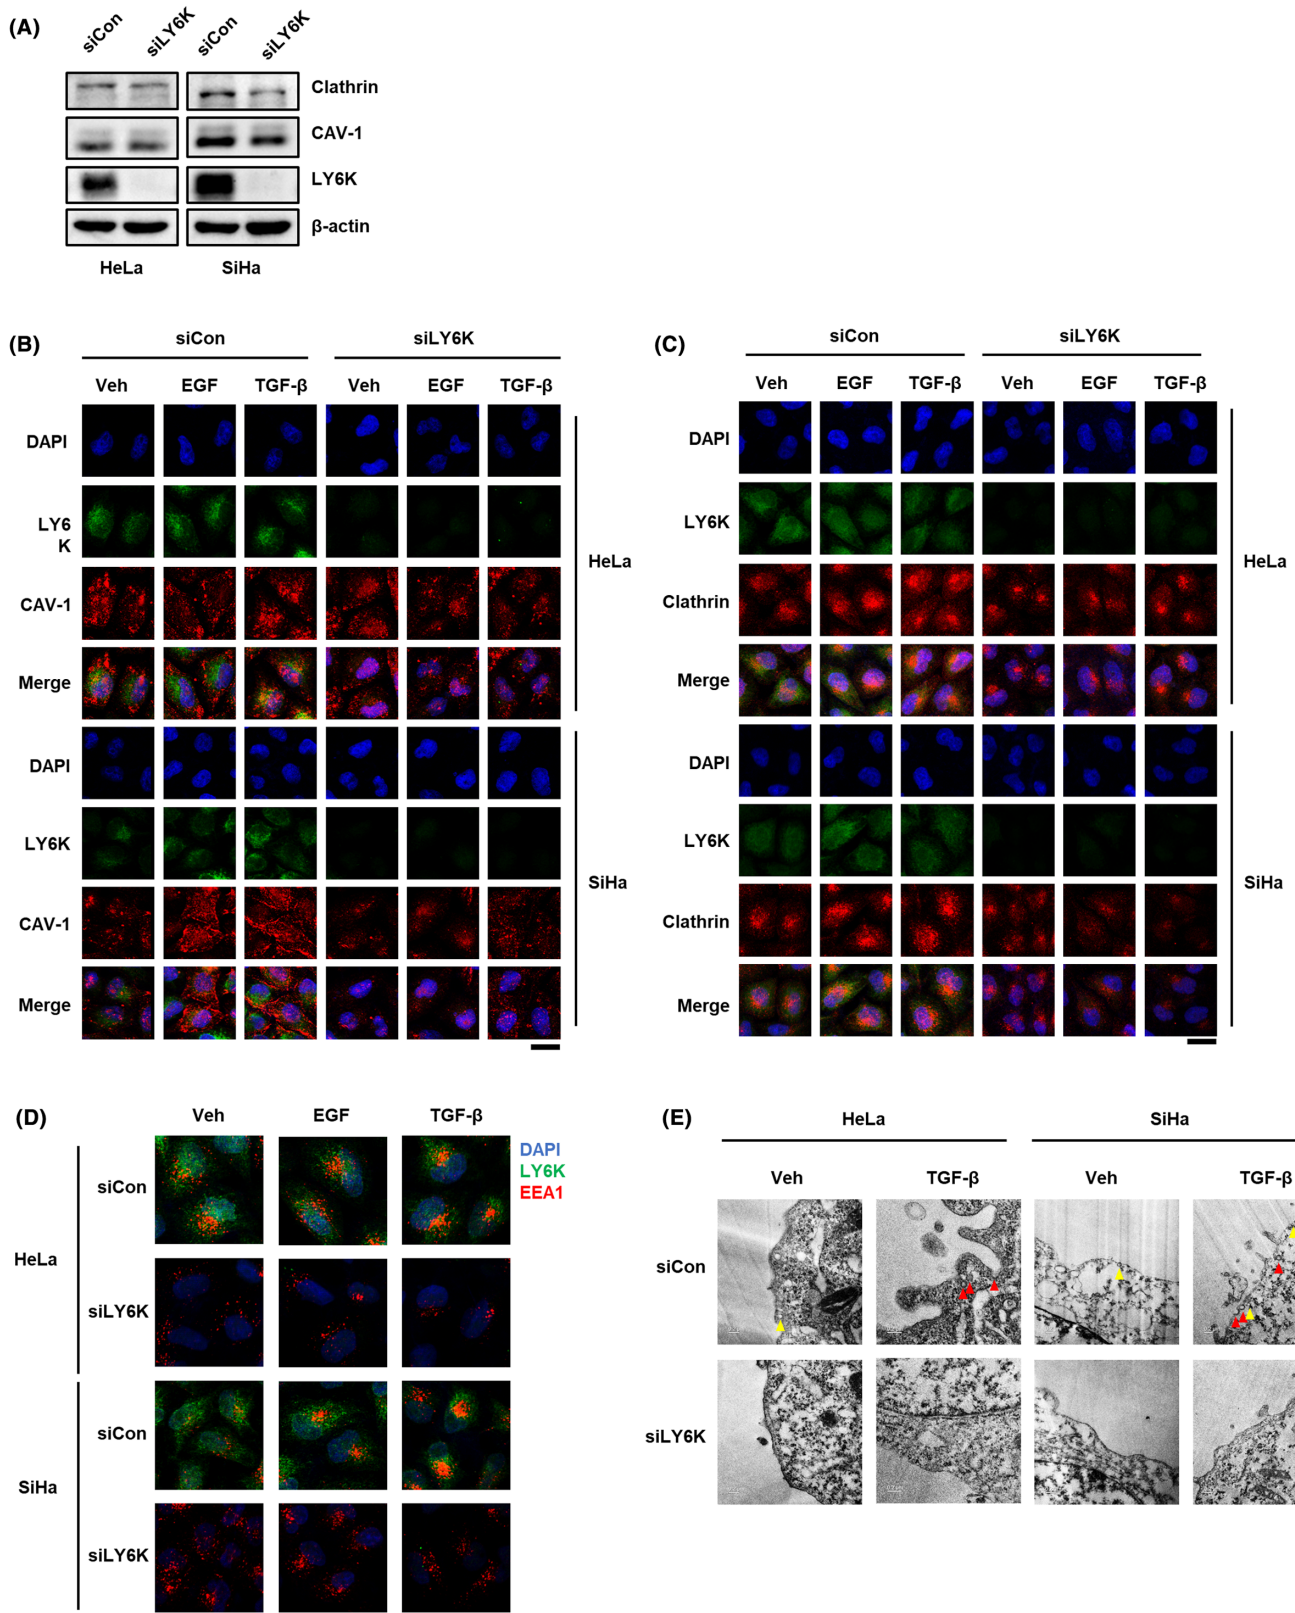 (A)
siCon siLY6K siCon siLY6K
Clathrin
CAV-1
LY6K
β-actin
HeLa SiHa
(B)
siCon siLY6K
Veh EGF TGF-β Veh EGF TGF-β
DAPI
LY6
K
CAV-1
Merge
HeLa
DAPI
LY6K
CAV-1
Merge
SiHa
(C)
siCon siLY6K
Veh EGF TGF-β Veh EGF TGF-β
DAPI
LY6K
Clathrin
Merge
HeLa
DAPI
LY6K
Clathrin
Merge
SiHa
(D)
Veh EGF TGF-β
DAPI
LY6K
EEA1
HeLa
siCon
siLY6K
SiHa
siCon
siLY6K
(E)
HeLa SiHa
Veh TGF-β Veh TGF-β
siCon
siLY6K